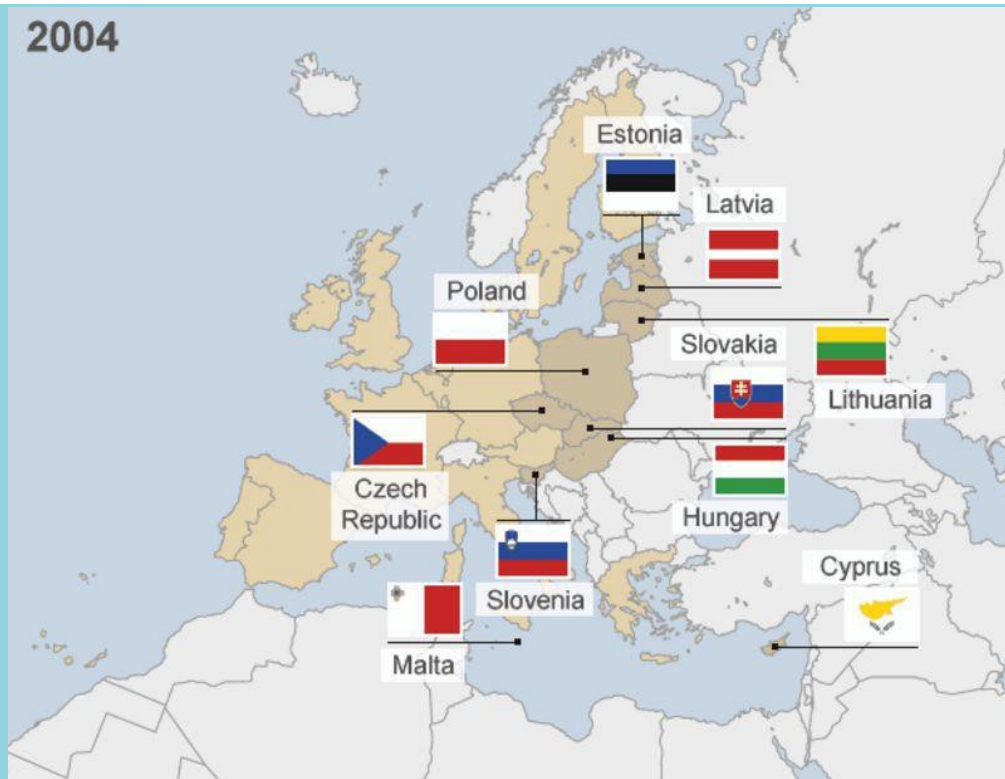 2004
Estonia
Latvia
Poland
Slovakia
Lithuania
Czech
Republic
Hungary
Slovenia
Cyprus
Malta